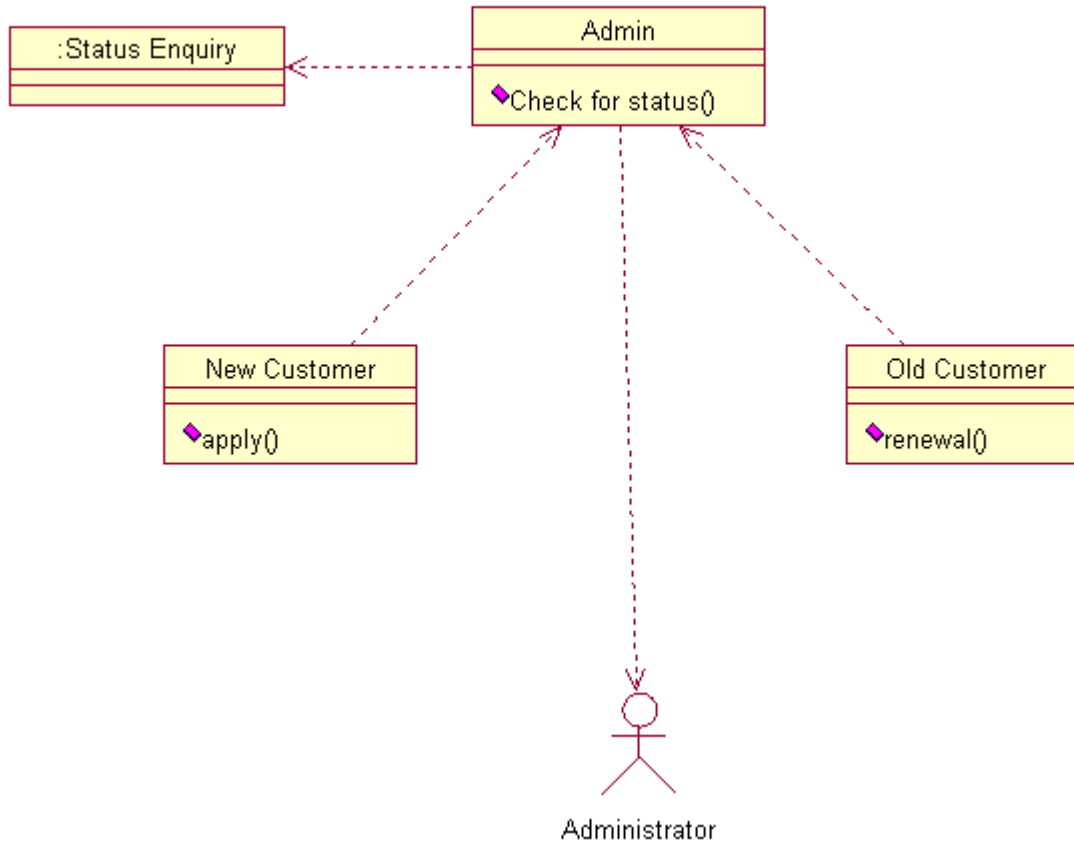 :Status Enquiry
Admin
Check for status()
New Customer
apply()
Old Customer
renewal()
Administrator